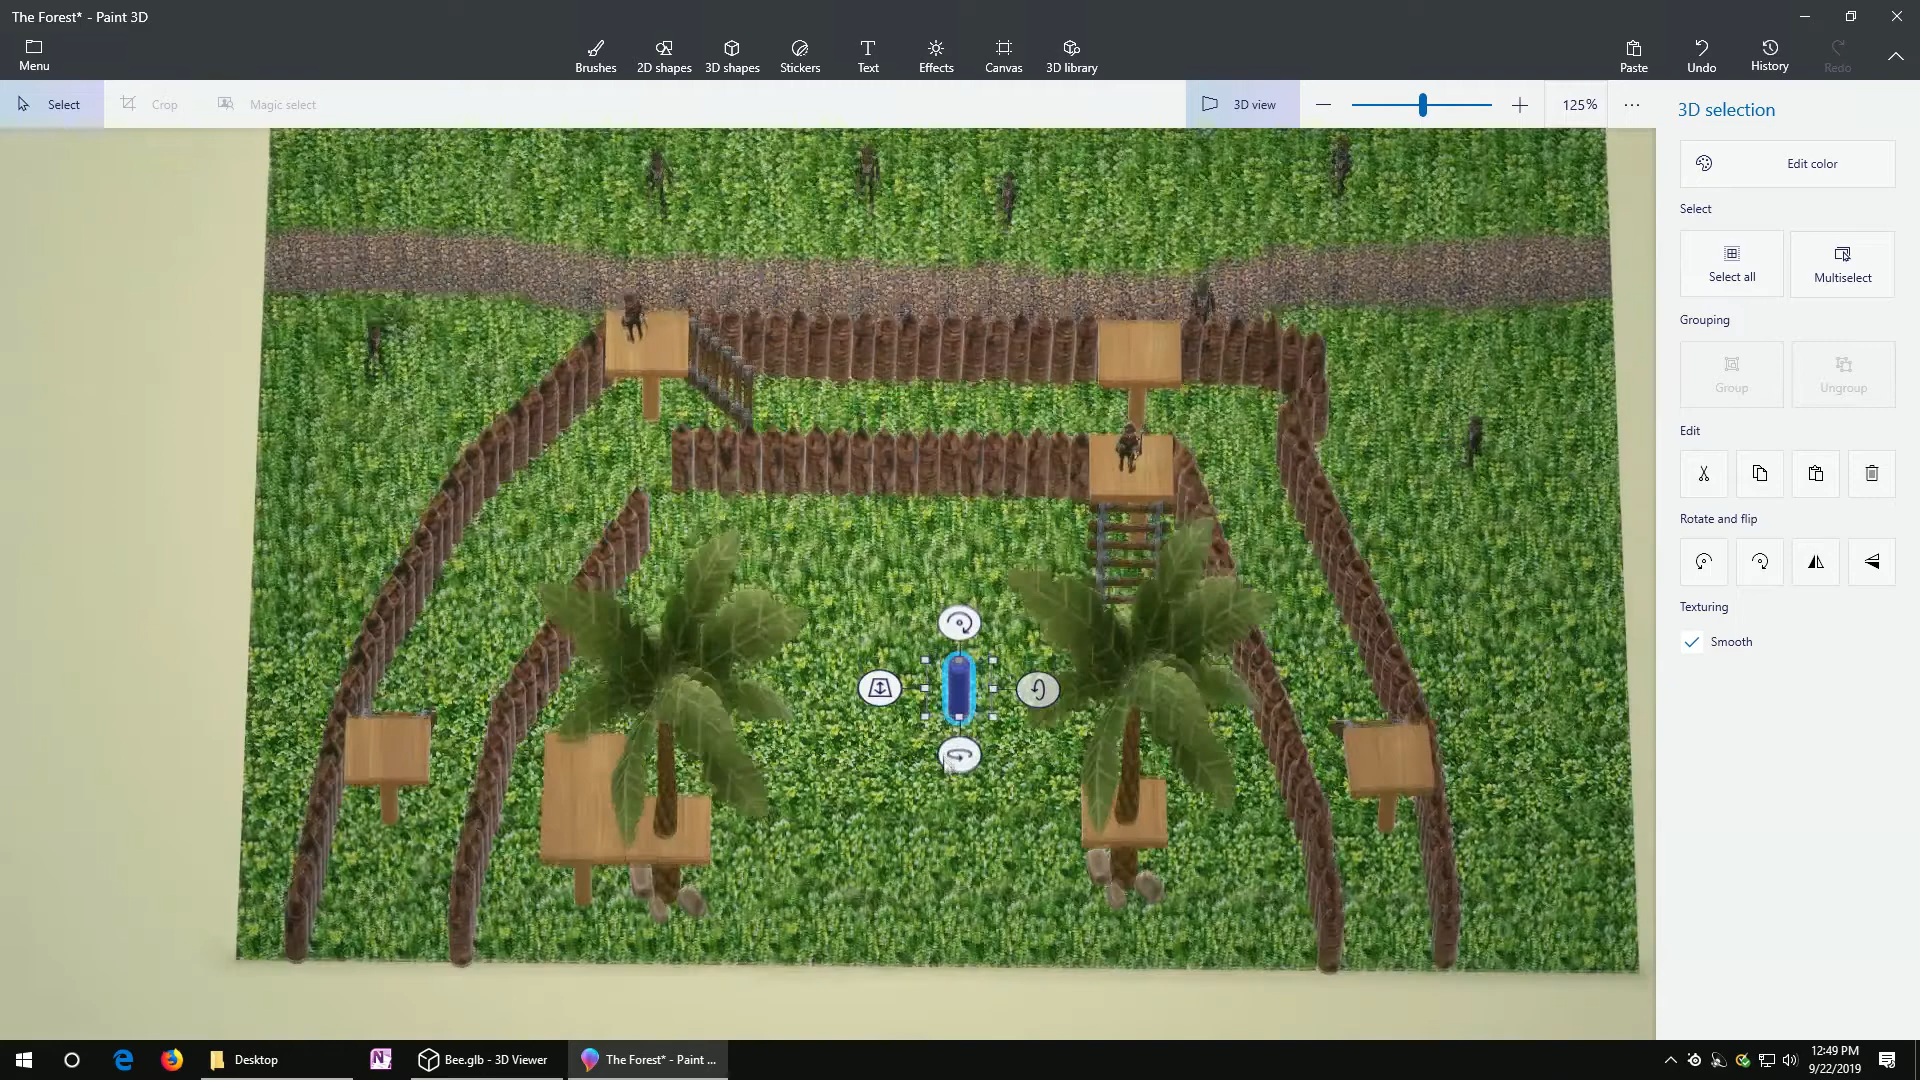 The Forest* - Paint 3D
Menu
Brushes
2D shapes
3D shapes
Stickers
Text
Effects
Canvas
3D library
Paste
Undo
History
Redo
Select
Crop
Magic select
3D view
125%
3D selection
Edit color
Select
Select all
Multiselect
Grouping
Group
Ungroup
Edit
Rotate and flip
Texturing
Smooth
Desktop
Bee.glb - 3D Viewer
The Forest* - Paint ...
12:49 PM
9/22/2019